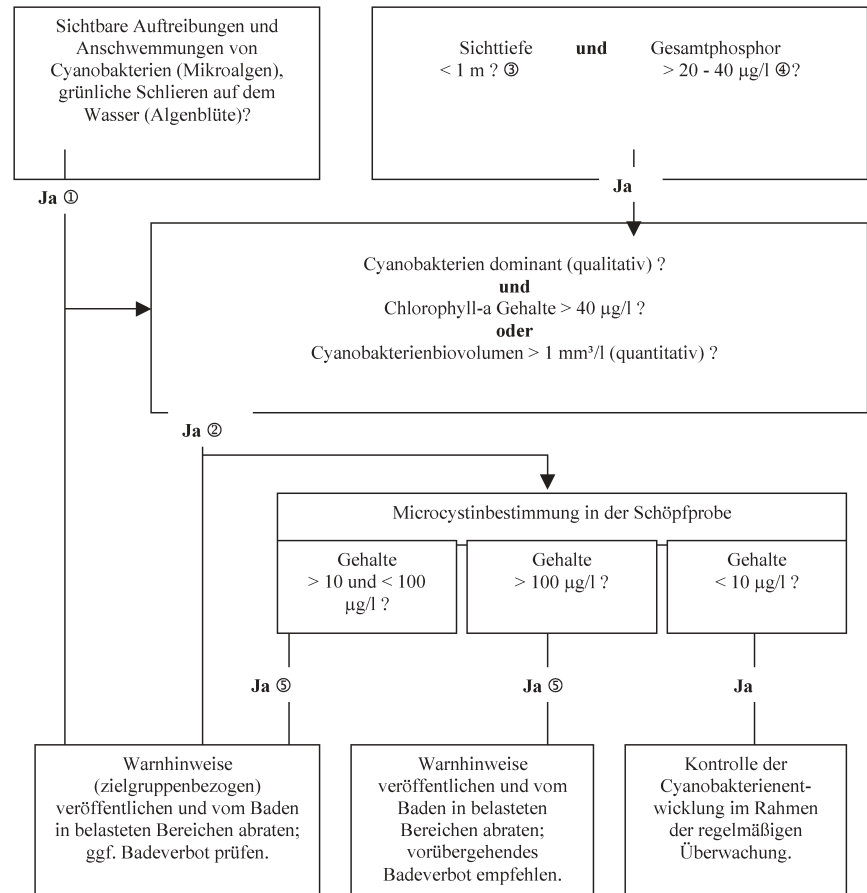 Sichtbare Auftreibungen und
Anschwemmungen von
Cyanobakterien (Mikroalgen),
grünliche Schlieren auf dem
Wasser (Algenblüte)?
Sichttiefe und Gesamtphosphor
< 1 m ? ③ > 20 - 40 µg/l ④?
Ja ①
Ja
Cyanobakterien dominant (qualitativ) ?
und
Chlorophyll-a Gehalte > 40 µg/l ?
oder
Cyanobakterienbiovolumen > 1 mm³/l (quantitativ) ?
Ja ②
Microcystinbestimmung in der Schöpfprobe
Gehalte
> 10 und < 100
µg/l ?
Gehalte
> 100 µg/l ?
Gehalte
< 10 µg/l ?
Ja ⑤
Ja ⑤
Ja
Warnhinweise
(zielgruppenbezogen)
veröffentlichen und vom Baden
in belasteten Bereichen abraten;
ggf. Badeverbot prüfen.
Warnhinweise
veröffentlichen und vom
Baden in belasteten
Bereichen abraten;
vorübergehendes
Badeverbot empfehlen.
Kontrolle der
Cyanobakterienent-
wicklung im Rahmen
der regelmäßigen
Überwachung.